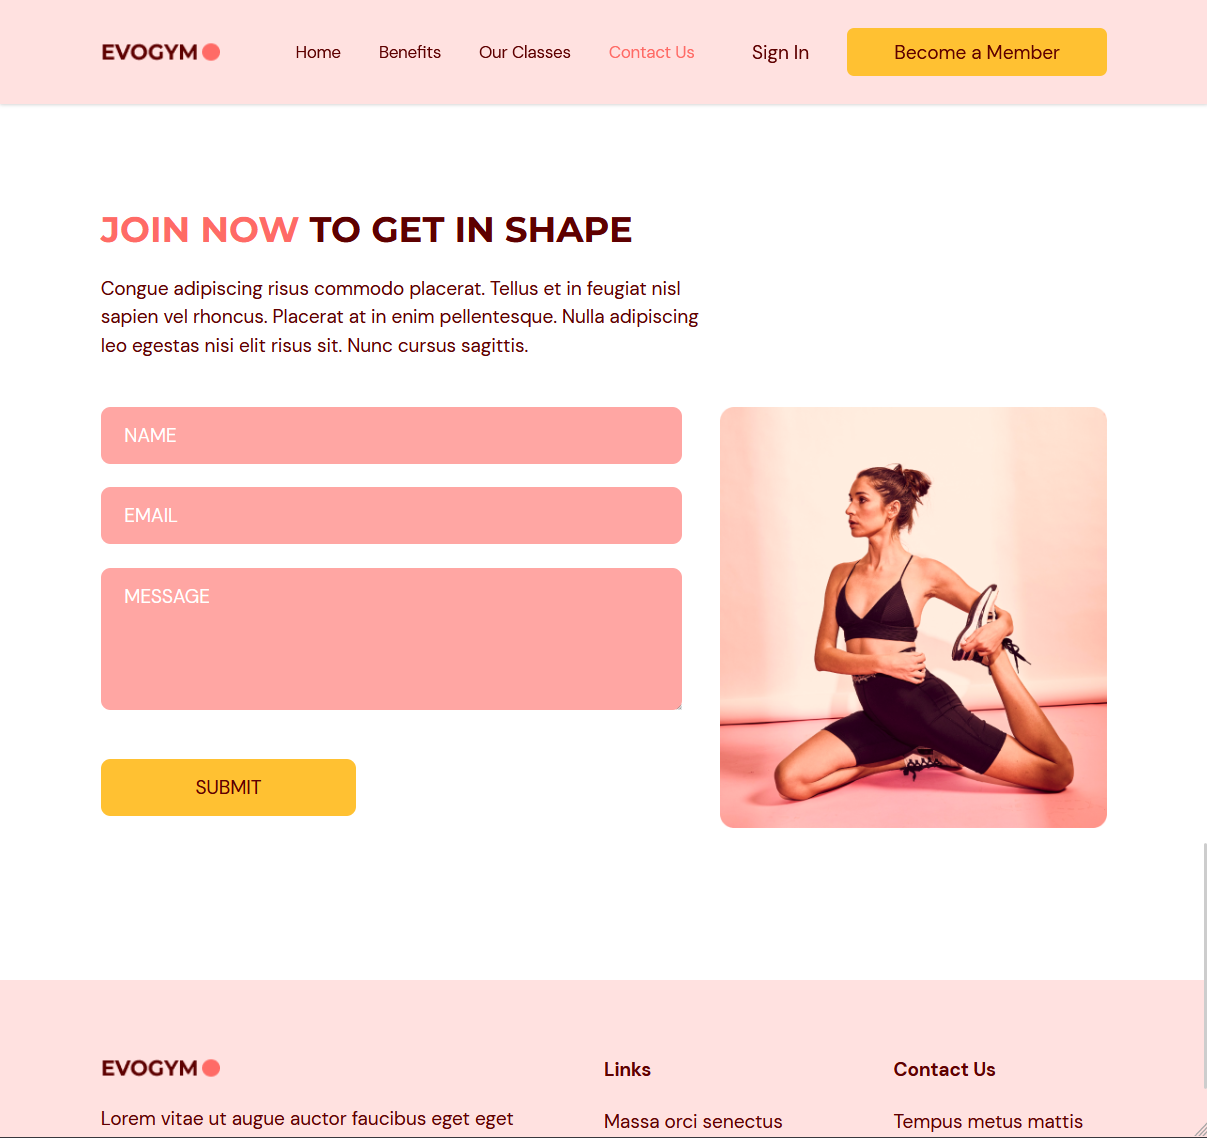 EVOGYM
Home Benefits Our Classes Contact Us Sign In Become a Member
JOIN NOW TO GET IN SHAPE
Congue adipiscing risus commodo placerat. Tellus et in feugiat nisl
sapien vel rhoncus. Placerat at in enim pellentesque. Nulla adipiscing
leo egestas nisi elit risus sit. Nunc cursus sagittis.
NAME
EMAIL
MESSAGE
SUBMIT
EVOGYM
Lorem vitae ut augue auctor faucibus eget eget
Links
Massa orci senectus
Contact Us
Tempus metus mattis